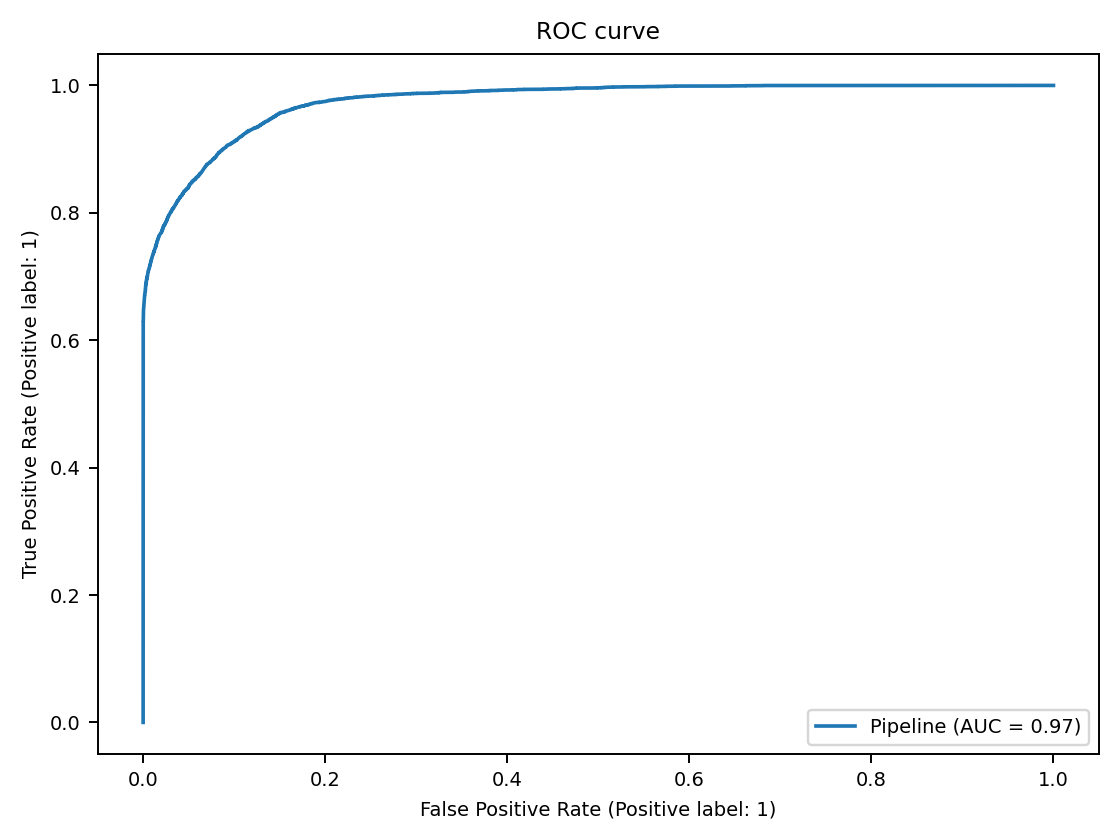 ROC curve
True Positive Rate (Positive label: 1)
1.0
0.8
0.6
0.4
0.2
0.0
Pipeline (AUC = 0.97)
0.0 0.2 0.4 0.6 0.8 1.0
False Positive Rate (Positive label: 1)